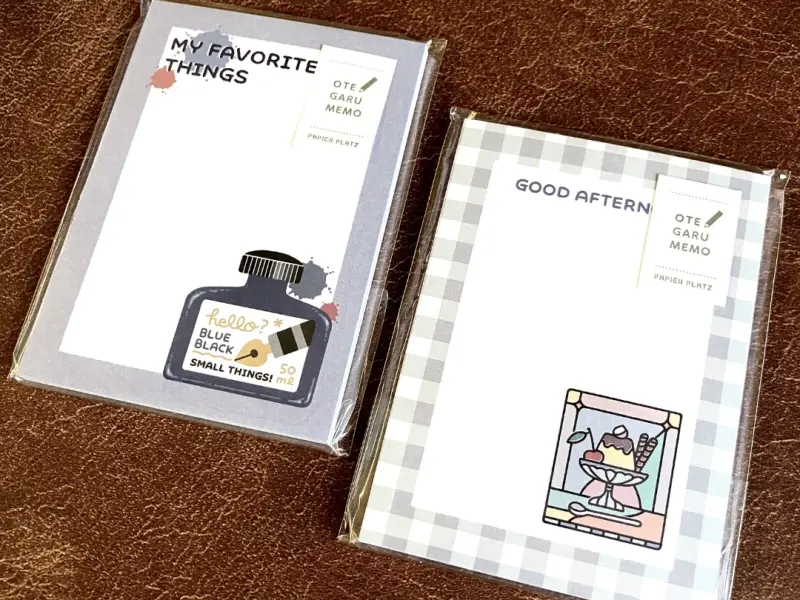 MY FAVORITE
THINGS
OTE
GARU
MEMO
PAPIER PLATZ
hello? *
BLUE
BLACK
SMALL THINGS!
50
ml
GOOD AFTERN
OTE
GARU
MEMO
PAPIER PLATZ